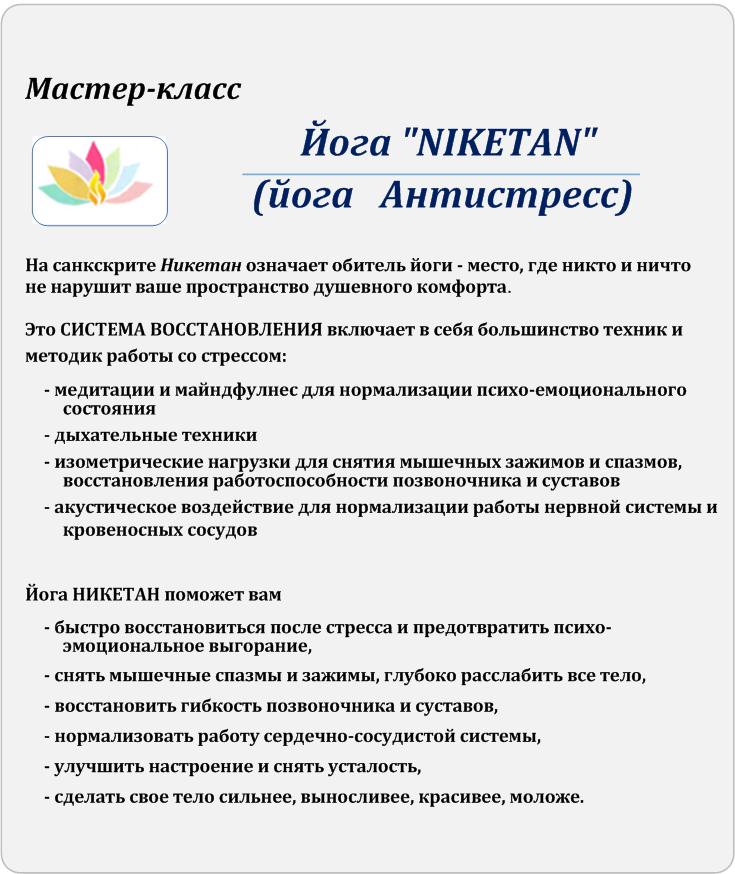 Мастер-класс
Йога "NIKETAN"
(йога Антистресс)
На санкскрите Никетан означает обитель йоги - место, где никто и ничто
не нарушит ваше пространство душевного комфорта.
Это СИСТЕМА ВОССТАНОВЛЕНИЯ включает в себя большинство техник и
методик работы со стрессом:
- медитации и майндфулнес для нормализации психо-емоционального
состояния
- дыхательные техники
- изометрические нагрузки для снятия мышечных зажимов и спазмов,
восстановления работоспособности позвоночника и суставов
- акустическое воздействие для нормализации работы нервной системы и
кровеносных сосудов
Йога НИКЕТАН поможет вам
- быстро восстановиться после стресса и предотвратить психо-
эмоциональное выгорание,
- снять мышечные спазмы и зажимы, глубоко расслабить все тело,
- восстановить гибкость позвоночника и суставов,
- нормализовать работу сердечно-сосудистой системы,
- улучшить настроение и снять усталость,
- сделать свое тело сильнее, выносливее, красивее, моложе.